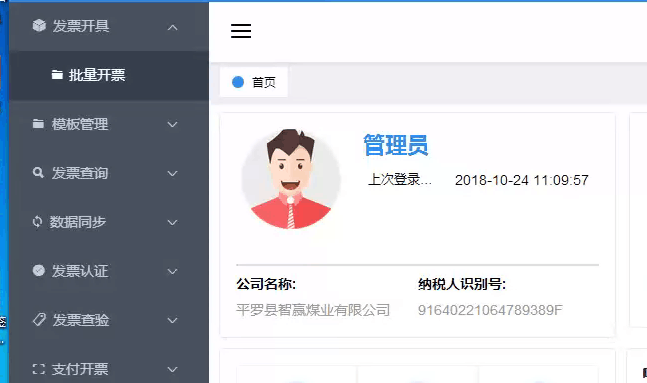 发票开具
批量开票
模板管理
发票查询
数据同步
发票认证
发票查验
支付开票
首页
管理员
上次登录... 2018-10-24 11:09:57
公司名称: 纳税人识别号:
平罗县智赢煤业有限公司 91640221064789389F